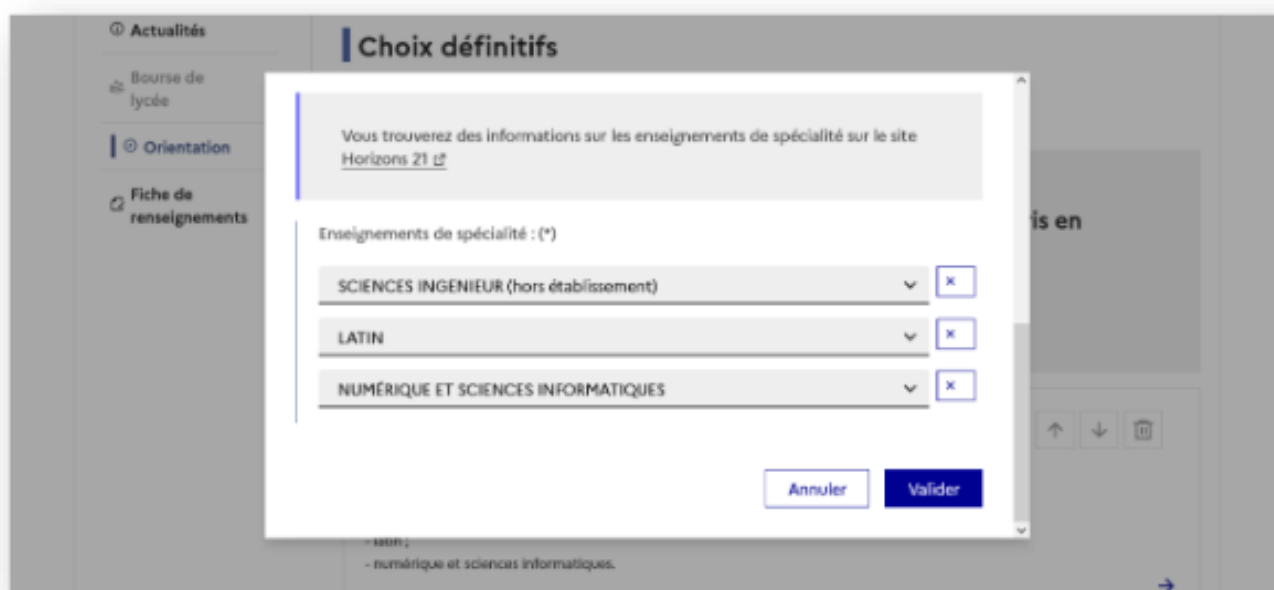 Actualités
Bourse de
lycée
Orientation
Fiche de
renseignements
Choix définitifs
Vous trouverez des informations sur les enseignements de spécialité sur le site
Horizons 21
Enseignements de spécialité : (*)
SCIENCES INGENIEUR (hors établissement)
LATIN
NUMÉRIQUE ET SCIENCES INFORMATIQUES
Annuler
Valider
is en
- latin ;
- numérique et sciences informatiques.